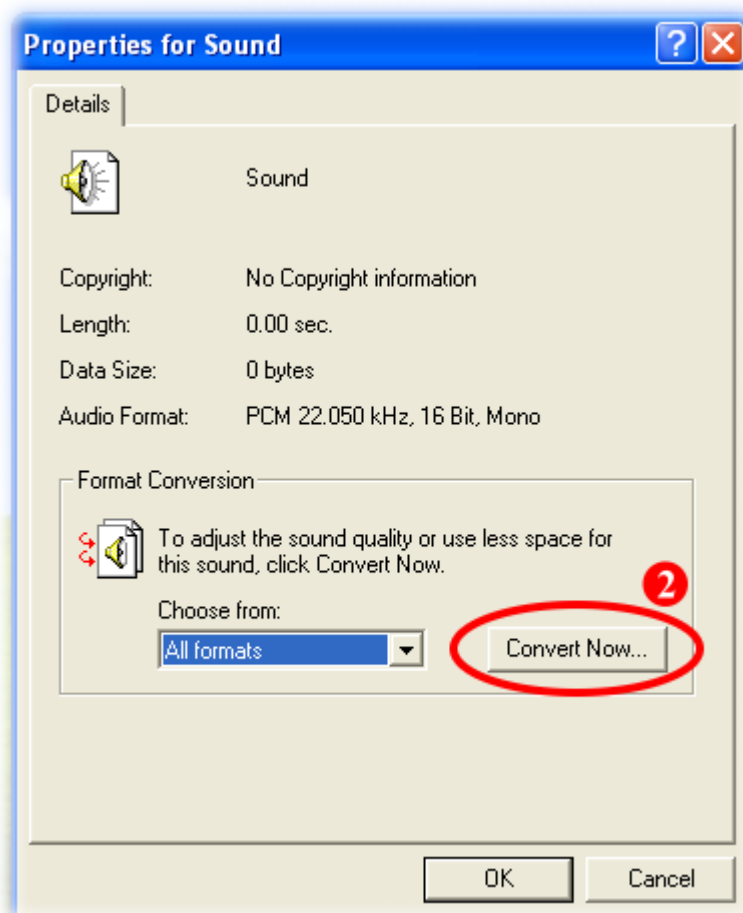 Properties for Sound
?
Details
Sound
Copyright: No Copyright information
Length: 0.00 sec.
Data Size: 0 bytes
Audio Format: PCM 22.050 kHz, 16 Bit, Mono
Format Conversion
To adjust the sound quality or use less space for
this sound, click Convert Now.
2
Choose from:
All formats
Convert Now...
OK
Cancel